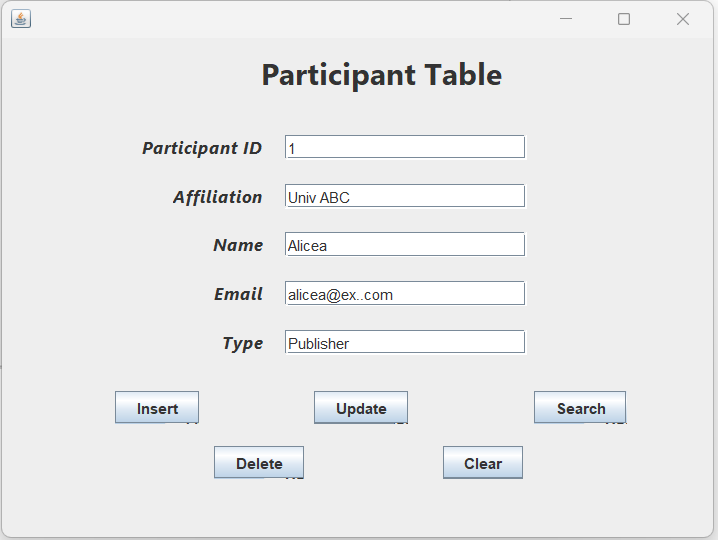 Participant Table
Participant ID 1
Affiliation Univ ABC
Name Alicea
Email alicea@ex..com
Type Publisher
Insert Update Search
Delete Clear